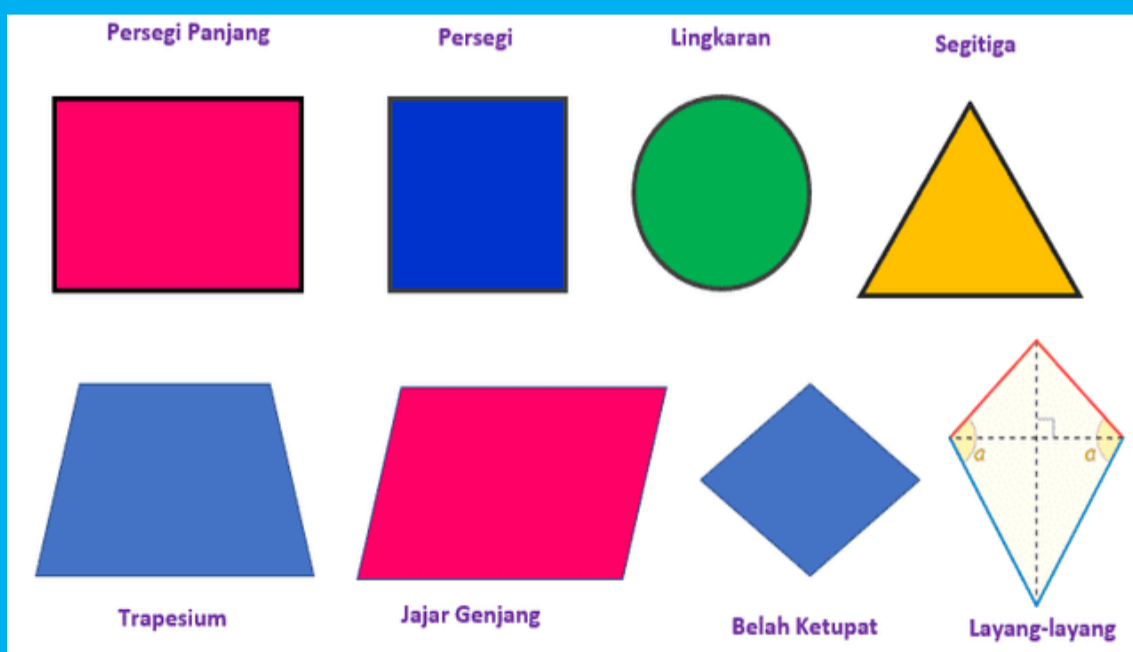 Persegi Panjang
Persegi
Lingkaran
Segitiga
a
a
Trapesium
Jajar Genjang
Belah Ketupat
Layang-layang